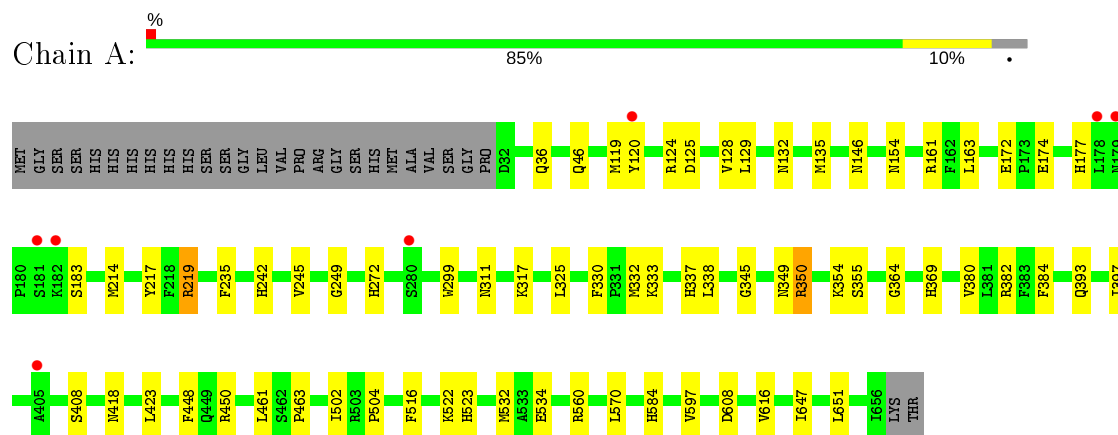 %
Chain A:
85% 10% •
MET GLY SER SER HIS HIS HIS HIS HIS HIS SER SER GLY LEU VAL PRO ARG GLY SER HIS MET ALA VAL SER GLY PRO D32 Q36 Q46 M119 Y120 R124 D125 V128 L129 N132 M135 N146 N154 R161 F162 L163 E172 P173 E174 H177 L178 N179
P180 S181 K182 S183 M214 Y217 F218 R219 F235 H242 V245 G249 H272 S280 W299 N311 K317 L325 F330 P331 M332 K333 H337 L338 G345 N349 R350 K354 S355 G364 H369 V380 L381 R382 F383 F384 Q393 I397
A405 S408 N418 L423 F448 Q449 R450 L461 S462 P463 I502 R503 P504 F516 K522 H523 M532 A533 E534 R560 L570 H584 V597 D608 V616 I647 L651 I656 LYS THR